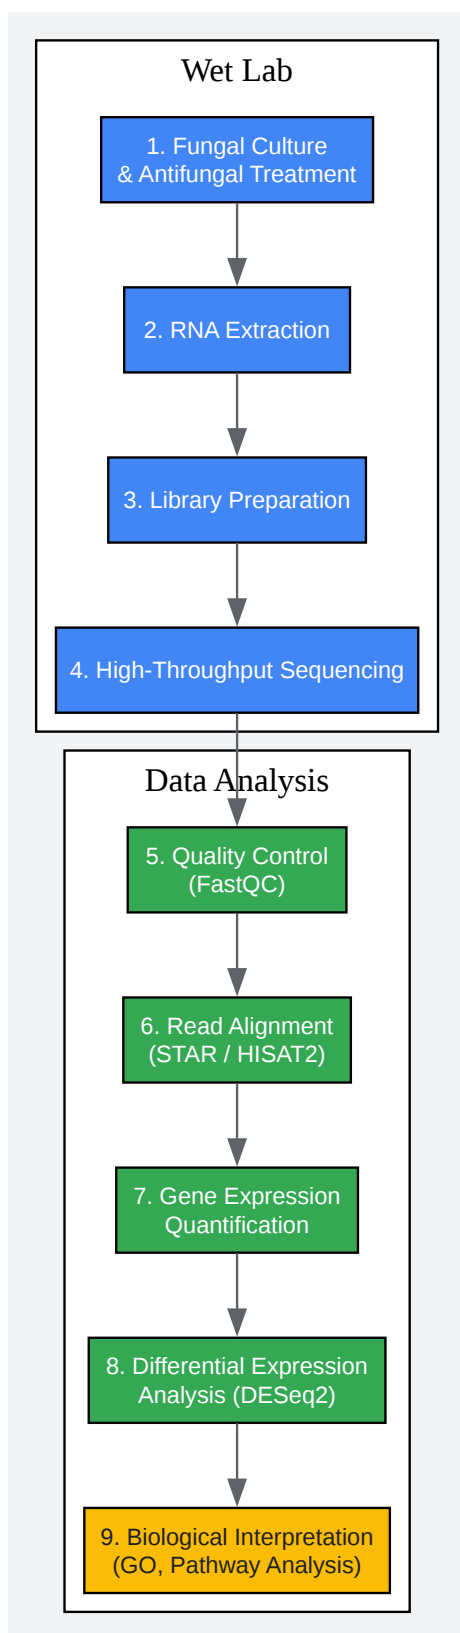 Wet Lab
1. Fungal Culture
& Antifungal Treatment
2. RNA Extraction
3. Library Preparation
4. High-Throughput Sequencing
Data Analysis
5. Quality Control
(FastQC)
6. Read Alignment
(STAR / HISAT2)
7. Gene Expression
Quantification
8. Differential Expression
Analysis (DESeq2)
9. Biological Interpretation
(GO, Pathway Analysis)